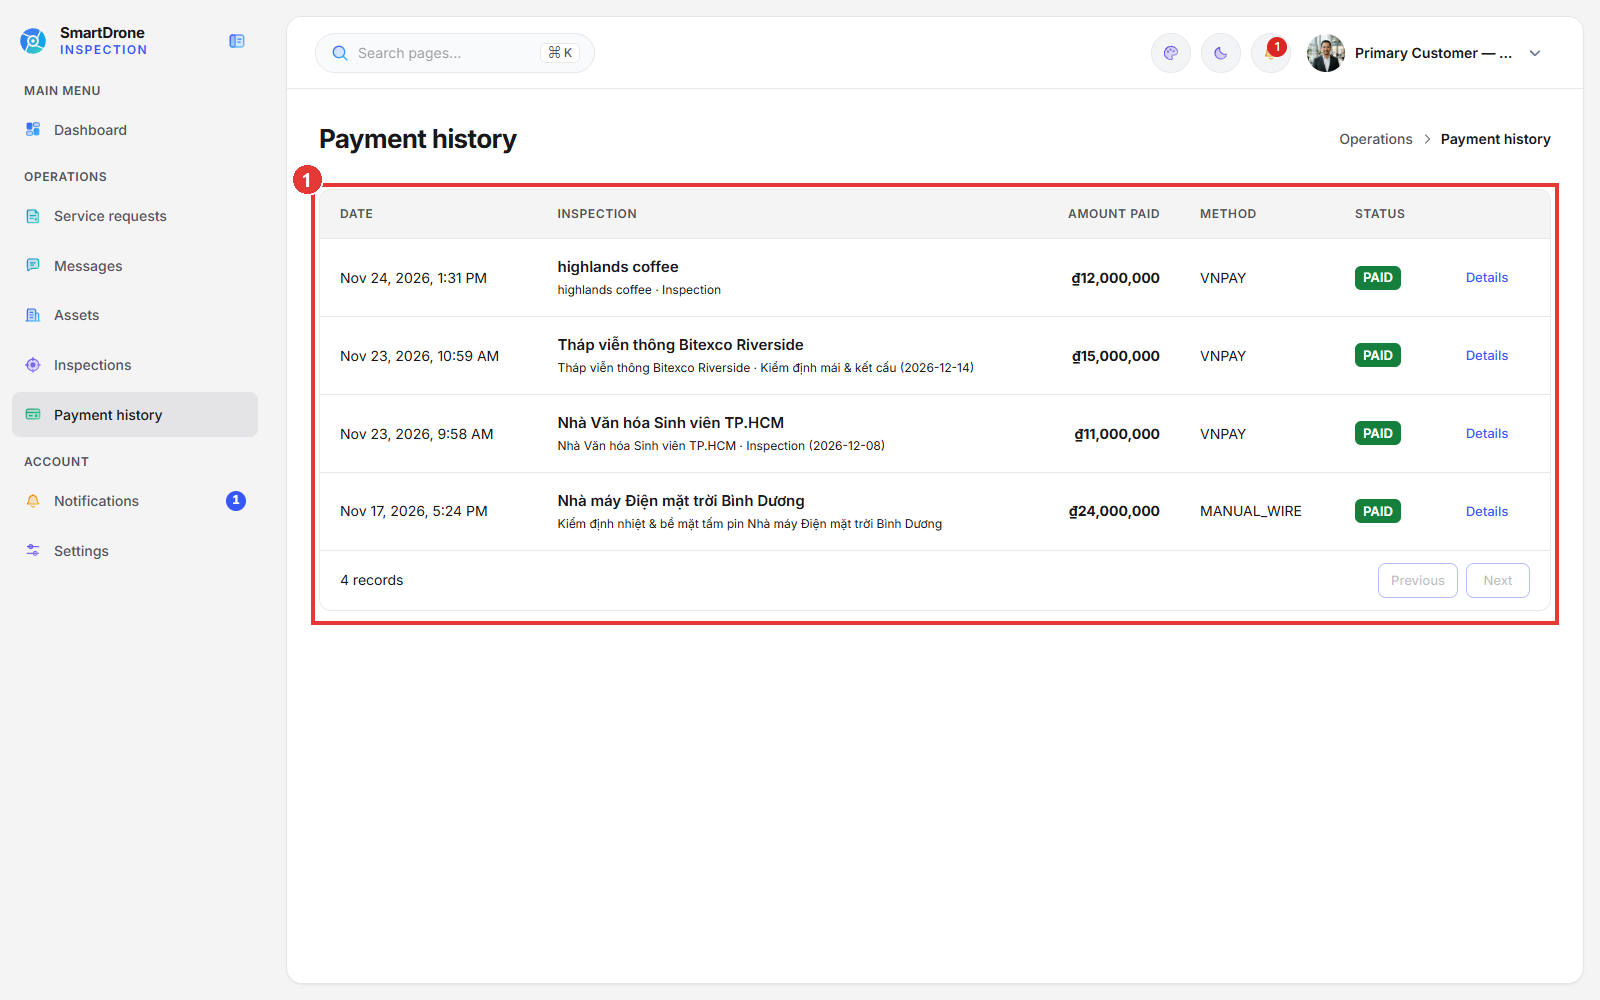 SmartDrone
INSPECTION
Search pages...
⌘ K
1
Primary Customer — ...
MAIN MENU
Dashboard
OPERATIONS
Service requests
Messages
Assets
Inspections
Payment history
ACCOUNT
Notifications
1
Settings
Payment history
Operations > Payment history
1
DATE INSPECTION AMOUNT PAID METHOD STATUS
Nov 24, 2026, 1:31 PM highlands coffee ₫12,000,000 VNPAY PAID Details
highlands coffee · Inspection
Nov 23, 2026, 10:59 AM Tháp viễn thông Bitexco Riverside ₫15,000,000 VNPAY PAID Details
Tháp viễn thông Bitexco Riverside · Kiểm định mái & kết cấu (2026-12-14)
Nov 23, 2026, 9:58 AM Nhà Văn hóa Sinh viên TP.HCM ₫11,000,000 VNPAY PAID Details
Nhà Văn hóa Sinh viên TP.HCM · Inspection (2026-12-08)
Nov 17, 2026, 5:24 PM Nhà máy Điện mặt trời Bình Dương ₫24,000,000 MANUAL_WIRE PAID Details
Kiểm định nhiệt & bề mặt tấm pin Nhà máy Điện mặt trời Bình Dương
4 records
Previous Next